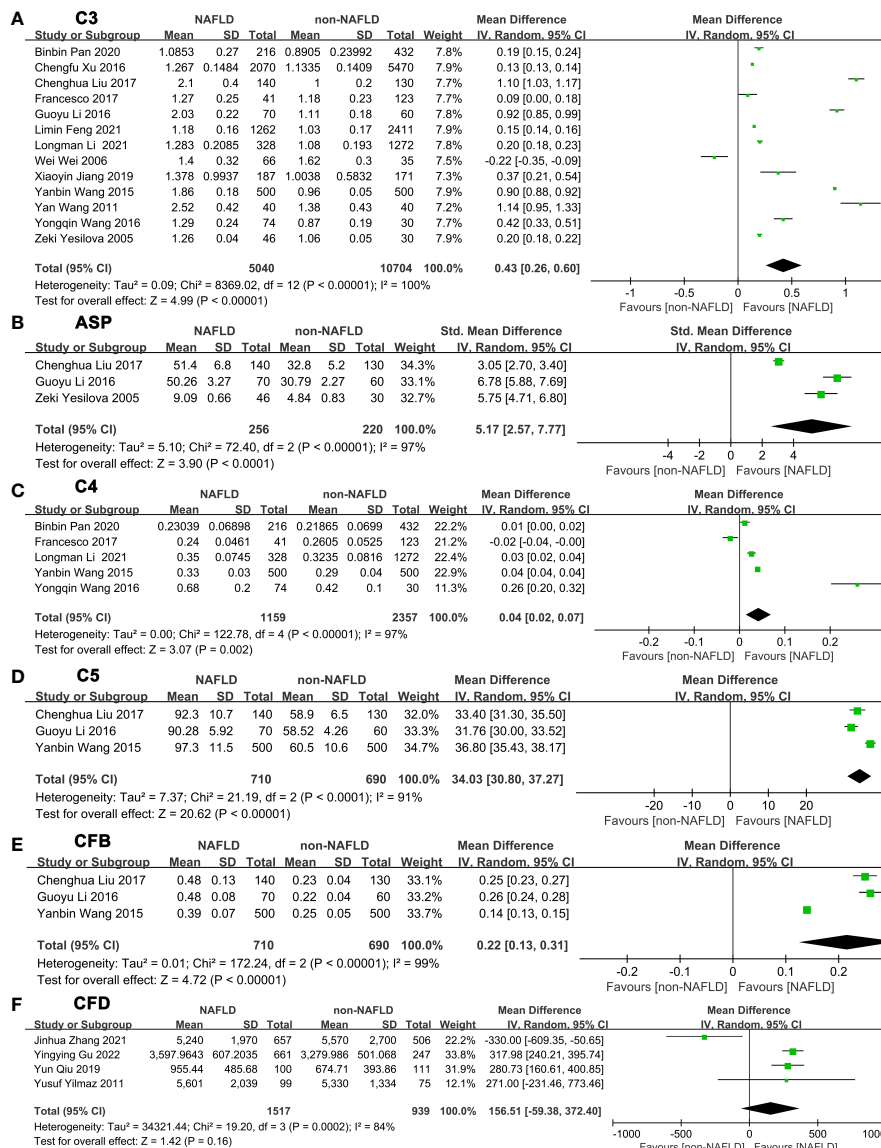 A C3
NAFLD non-NAFLD Mean Difference Mean Difference
Study or Subgroup Mean SD Total Mean SD Total Weight IV, Random, 95% CI IV, Random, 95% CI
Binbin Pan 2020 1.0853 0.27 216 0.8905 0.23992 432 7.8% 0.19 [0.15, 0.24]
Chengfu Xu 2016 1.267 0.1484 2070 1.1335 0.1409 5470 7.9% 0.13 [0.13, 0.14]
Chenghua Liu 2017 2.1 0.4 140 1 0.2 130 7.7% 1.10 [1.03, 1.17]
Francesco 2017 1.27 0.25 41 1.18 0.23 123 7.7% 0.09 [0.00, 0.18]
Guoyu Li 2016 2.03 0.22 70 1.11 0.18 60 7.8% 0.92 [0.85, 0.99]
Limin Feng 2021 1.18 0.16 1262 1.03 0.17 2411 7.9% 0.15 [0.14, 0.16]
Longman Li 2021 1.283 0.2085 328 1.08 0.193 1272 7.9% 0.20 [0.18, 0.23]
Wei Wei 2006 1.4 0.32 66 1.62 0.3 35 7.6% -0.22 [-0.35, -0.09]
Xiaoyin Jiang 2019 1.378 0.9937 187 1.0038 0.5832 171 7.4% 0.37 [0.21, 0.54]
Yanbin Wang 2015 1.86 0.18 500 0.96 0.05 500 7.9% 0.90 [0.88, 0.92]
Yan Wang 2011 2.52 0.42 40 1.38 0.43 40 7.2% 1.14 [0.95, 1.33]
Yongqin Wang 2016 1.29 0.24 74 0.87 0.19 30 7.7% 0.42 [0.33, 0.51]
Zeki Yesilova 2005 1.26 0.04 46 1.06 0.05 30 7.9% 0.20 [0.18, 0.22]
Total (95% CI) 5040 10704 100.0% 0.43 [0.26, 0.60]
Heterogeneity: Tau² = 0.09; Chi² = 8369.02, df = 12 (P < 0.00001); I² = 100%
Test for overall effect: Z = 4.99 (P < 0.00001)
-1 -0.5 0 0.5 1
Favours [non-NAFLD] Favours [NAFLD]
B ASP
NAFLD non-NAFLD Std. Mean Difference Std. Mean Difference
Study or Subgroup Mean SD Total Mean SD Total Weight IV, Random, 95% CI IV, Random, 95% CI
Chenghua Liu 2017 51.4 6.8 140 32.8 5.2 130 34.3% 3.05 [2.70, 3.40]
Guoyu Li 2016 50.26 3.27 70 30.79 2.27 60 33.1% 6.78 [5.88, 7.69]
Zeki Yesilova 2005 9.09 0.66 46 4.84 0.83 30 32.7% 5.75 [4.71, 6.80]
Total (95% CI) 256 220 100.0% 5.17 [2.57, 7.77]
Heterogeneity: Tau² = 5.10; Chi² = 72.40, df = 2 (P < 0.00001); I² = 97%
Test for overall effect: Z = 3.90 (P < 0.0001)
-4 -2 0 2 4
Favours [non-NAFLD] Favours [NAFLD]
C C4
NAFLD non-NAFLD Mean Difference Mean Difference
Study or Subgroup Mean SD Total Mean SD Total Weight IV, Random, 95% CI IV, Random, 95% CI
Binbin Pan 2020 0.23039 0.06898 216 0.21865 0.0699 432 22.2% 0.01 [0.00, 0.02]
Francesco 2017 0.24 0.0461 41 0.2605 0.0525 123 21.2% -0.02 [-0.04, -0.00]
Longman Li 2021 0.35 0.0745 328 0.3235 0.0816 1272 22.4% 0.03 [0.02, 0.04]
Yanbin Wang 2015 0.33 0.03 500 0.29 0.04 500 22.9% 0.04 [0.04, 0.04]
Yongqin Wang 2016 0.68 0.2 74 0.42 0.1 30 11.3% 0.26 [0.20, 0.32]
Total (95% CI) 1159 2357 100.0% 0.04 [0.02, 0.07]
Heterogeneity: Tau² = 0.00; Chi² = 122.78, df = 4 (P < 0.00001); I² = 97%
Test for overall effect: Z = 3.07 (P = 0.002)
-0.2 -0.1 0 0.1 0.2
Favours [non-NAFLD] Favours [NAFLD]
D C5
NAFLD non-NAFLD Mean Difference Mean Difference
Study or Subgroup Mean SD Total Mean SD Total Weight IV, Random, 95% CI IV, Random, 95% CI
Chenghua Liu 2017 92.3 10.7 140 58.9 6.5 130 32.0% 33.40 [31.30, 35.50]
Guoyu Li 2016 90.28 5.92 70 58.52 4.26 60 33.3% 31.76 [30.00, 33.52]
Yanbin Wang 2015 97.3 11.5 500 60.5 10.6 500 34.7% 36.80 [35.43, 38.17]
Total (95% CI) 710 690 100.0% 34.03 [30.80, 37.27]
Heterogeneity: Tau² = 7.37; Chi² = 21.19, df = 2 (P < 0.0001); I² = 91%
Test for overall effect: Z = 20.62 (P < 0.00001)
-20 -10 0 10 20
Favours [non-NAFLD] Favours [NAFLD]
E CFB
NAFLD non-NAFLD Mean Difference Mean Difference
Study or Subgroup Mean SD Total Mean SD Total Weight IV, Random, 95% CI IV, Random, 95% CI
Chenghua Liu 2017 0.48 0.13 140 0.23 0.04 130 33.1% 0.25 [0.23, 0.27]
Guoyu Li 2016 0.48 0.08 70 0.22 0.04 60 33.2% 0.26 [0.24, 0.28]
Yanbin Wang 2015 0.39 0.07 500 0.25 0.05 500 33.7% 0.14 [0.13, 0.15]
Total (95% CI) 710 690 100.0% 0.22 [0.13, 0.31]
Heterogeneity: Tau² = 0.01; Chi² = 172.24, df = 2 (P < 0.00001); I² = 99%
Test for overall effect: Z = 4.72 (P < 0.00001)
-0.2 -0.1 0 0.1 0.2
Favours [non-NAFLD] Favours [NAFLD]
F CFD
NAFLD non-NAFLD Mean Difference Mean Difference
Study or Subgroup Mean SD Total Mean SD Total Weight IV, Random, 95% CI IV, Random, 95% CI
Jinhua Zhang 2021 5,240 1,970 657 5,570 2,700 506 22.2% -330.00 [-609.35, -50.65]
Yingying Gu 2022 3,597.9643 607.2035 661 3,279.986 501.068 247 33.8% 317.98 [240.21, 395.74]
Yun Qiu 2019 955.44 485.68 100 674.71 393.86 111 31.9% 280.73 [160.61, 400.85]
Yusuf Yilmaz 2011 5,601 2,039 99 5,330 1,334 75 12.1% 271.00 [-231.46, 773.46]
Total (95% CI) 1517 939 100.0% 156.51 [-59.38, 372.40]
Heterogeneity: Tau² = 34321.44; Chi² = 19.20, df = 3 (P = 0.0002); I² = 84%
Test for overall effect: Z = 1.42 (P = 0.16)
-1000 -500 0 500 1000
Favours [non-NAFLD] Favours [NAFLD]